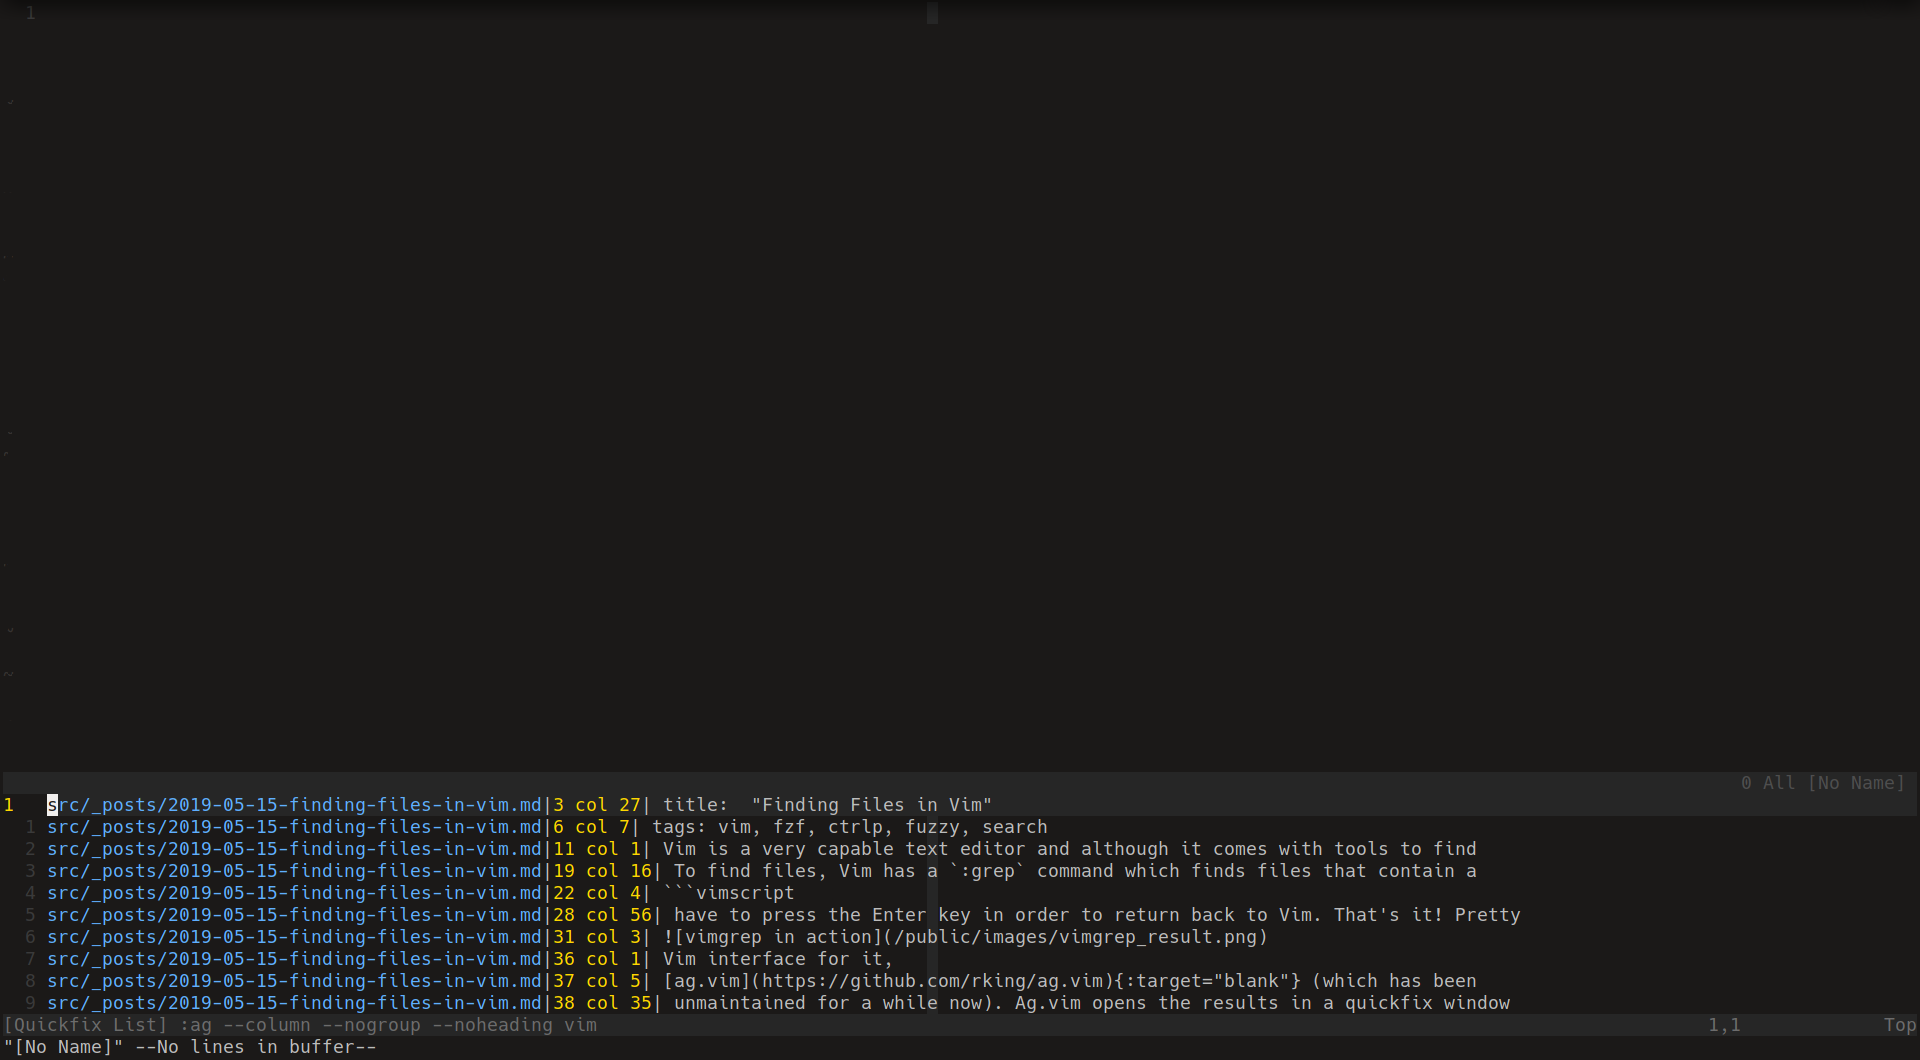 1
~
0 All [No Name]
1 src/_posts/2019-05-15-finding-files-in-vim.md|3 col 27| title:  "Finding Files in Vim"
1 src/_posts/2019-05-15-finding-files-in-vim.md|6 col 7| tags: vim, fzf, ctrlp, fuzzy, search
2 src/_posts/2019-05-15-finding-files-in-vim.md|11 col 1| Vim is a very capable text editor and although it comes with tools to find
3 src/_posts/2019-05-15-finding-files-in-vim.md|19 col 16| To find files, Vim has a `:grep` command which finds files that contain a
4 src/_posts/2019-05-15-finding-files-in-vim.md|22 col 4| ```vimscript
5 src/_posts/2019-05-15-finding-files-in-vim.md|28 col 56| have to press the Enter key in order to return back to Vim. That's it! Pretty
6 src/_posts/2019-05-15-finding-files-in-vim.md|31 col 3| ![vimgrep in action](/public/images/vimgrep_result.png)
7 src/_posts/2019-05-15-finding-files-in-vim.md|36 col 1| Vim interface for it,
8 src/_posts/2019-05-15-finding-files-in-vim.md|37 col 5| [ag.vim](https://github.com/rking/ag.vim){:target="blank"} (which has been
9 src/_posts/2019-05-15-finding-files-in-vim.md|38 col 35| unmaintained for a while now). Ag.vim opens the results in a quickfix window
[Quickfix List] :ag --column --nogroup --noheading vim 1,1 Top
"[No Name]" --No lines in buffer--